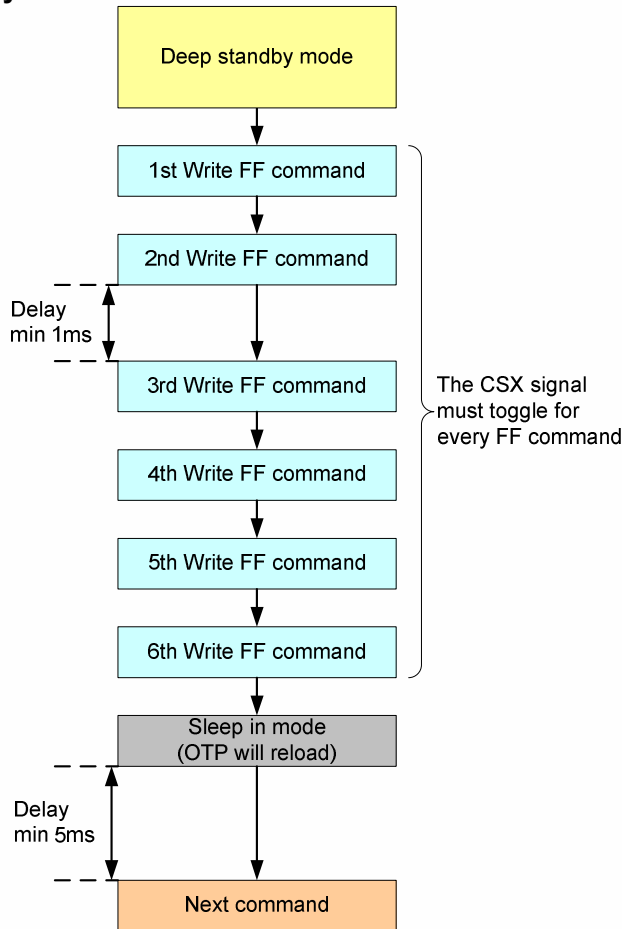 Deep standby mode
1st Write FF command
2nd Write FF command
Delay
min 1ms
3rd Write FF command
The CSX signal
must toggle for
every FF command
4th Write FF command
5th Write FF command
6th Write FF command
Sleep in mode
(OTP will reload)
Delay
min 5ms
Next command